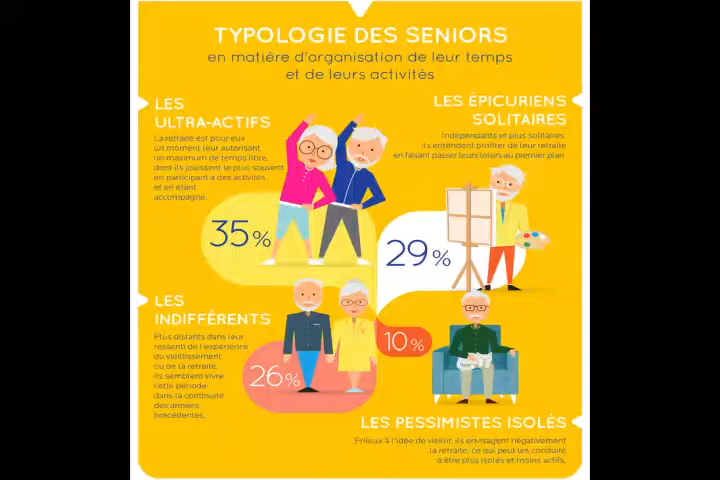 TYPOLOGIE DES SENIORS
en matière d'organisation de leur temps
et de leurs activités
LES
ULTRA-ACTIFS
La retraite est pour eux
un moment leur autorisant
un maximum de temps libre,
dont ils jouissent le plus souvent
en participant à des activités
et en étant
accompagné.
35%
LES ÉPICURIENS
SOLITAIRES
Indépendants et plus solitaires,
ils entendent profiter de leur retraite
en faisant passer leurs loisirs au premier plan.
29%
LES
INDIFFÉRENTS
Plus distants dans leur
ressenti de l'expérience
du vieillissement
ou de la retraite,
ils semblent vivre
cette période
dans la continuité
des années
précédentes.
26%
10%
LES PESSIMISTES ISOLÉS
Frileux à l'idée de vieillir, ils envisagent négativement
la retraite, ce qui peut les conduire
à être plus isolés et moins actifs.